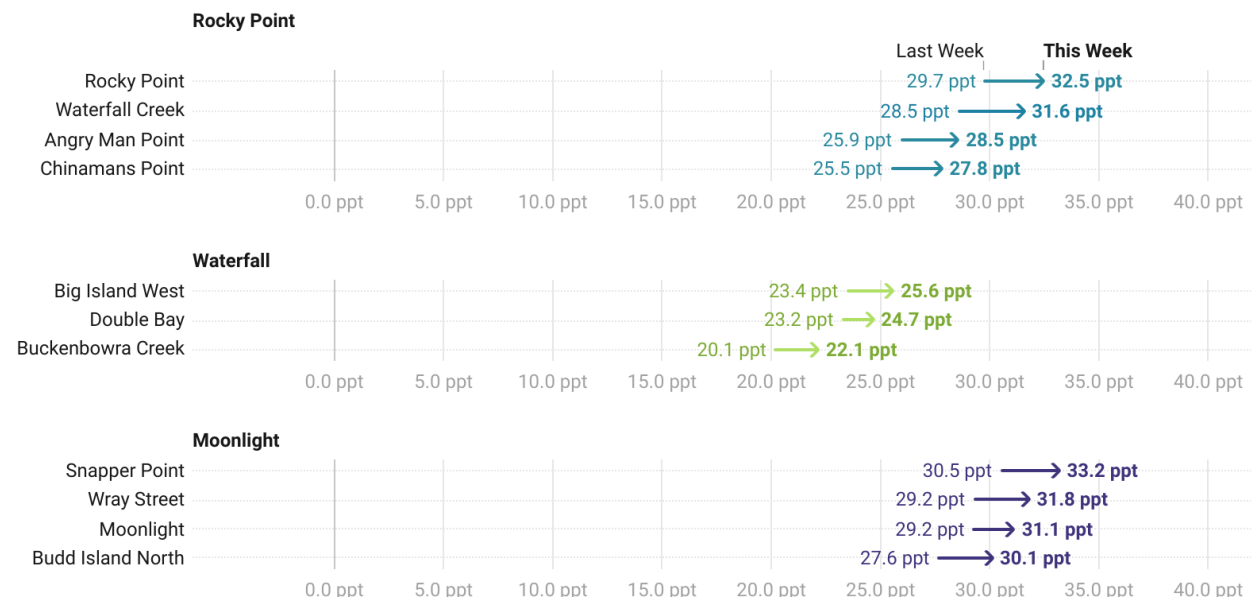 Rocky Point
Last Week This Week
Rocky Point 29.7 ppt 32.5 ppt
Waterfall Creek 28.5 ppt 31.6 ppt
Angry Man Point 25.9 ppt 28.5 ppt
Chinamans Point 25.5 ppt 27.8 ppt
0.0 ppt 5.0 ppt 10.0 ppt 15.0 ppt 20.0 ppt 25.0 ppt 30.0 ppt 35.0 ppt 40.0 ppt
Waterfall
Big Island West 23.4 ppt 25.6 ppt
Double Bay 23.2 ppt 24.7 ppt
Buckenbowra Creek 20.1 ppt 22.1 ppt
0.0 ppt 5.0 ppt 10.0 ppt 15.0 ppt 20.0 ppt 25.0 ppt 30.0 ppt 35.0 ppt 40.0 ppt
Moonlight
Snapper Point 30.5 ppt 33.2 ppt
Wray Street 29.2 ppt 31.8 ppt
Moonlight 29.2 ppt 31.1 ppt
Budd Island North 27.6 ppt 30.1 ppt
0.0 ppt 5.0 ppt 10.0 ppt 15.0 ppt 20.0 ppt 25.0 ppt 30.0 ppt 35.0 ppt 40.0 ppt